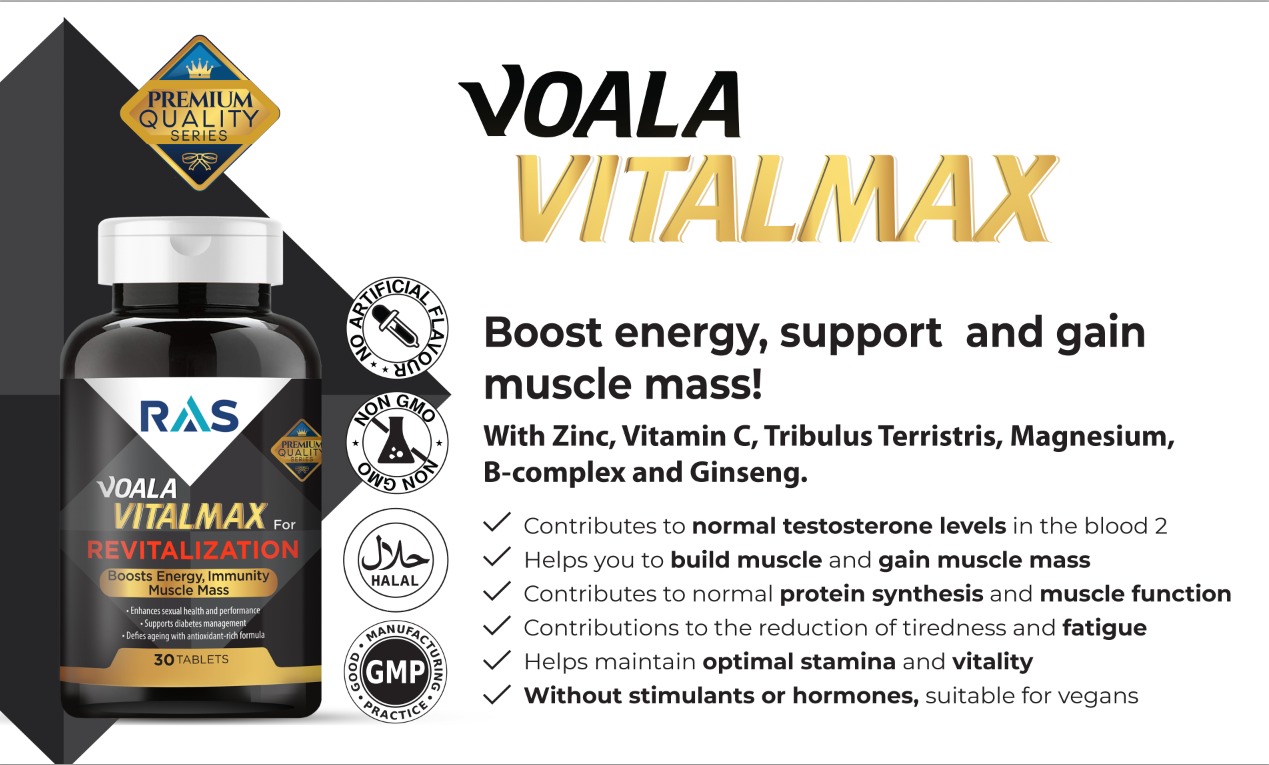 PREMIUM
QUALITY
SERIES
VOALA
VITALMAX
NO ARTIFICIAL FLAVOUR
NON GMO
NON GMO
حلال
HALAL
GOOD • MANUFACTURING • PRACTICE •
GMP
RAS
PREMIUM
QUALITY
SERIES
VOALA
VITALMAX For
REVITALIZATION
Boosts Energy, Immunity
Muscle Mass
• Enhances sexual health and performance
• Supports diabetes management
• Defies ageing with antioxidant-rich formula
30 TABLETS
Boost energy, support and gain
muscle mass!
With Zinc, Vitamin C, Tribulus Terristris, Magnesium,
B-complex and Ginseng.
Contributes to normal testosterone levels in the blood 2
Helps you to build muscle and gain muscle mass
Contributes to normal protein synthesis and muscle function
Contributions to the reduction of tiredness and fatigue
Helps maintain optimal stamina and vitality
Without stimulants or hormones, suitable for vegans